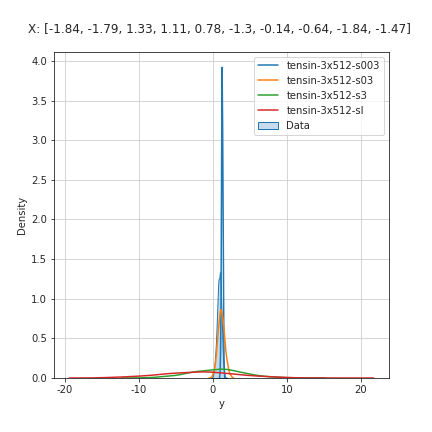 X: [-1.84, -1.79, 1.33, 1.11, 0.78, -1.3, -0.14, -0.64, -1.84, -1.47]
tensin-3x512-s003
tensin-3x512-s03
tensin-3x512-s3
tensin-3x512-sl
Data
4.0
3.5
3.0
2.5
2.0
1.5
1.0
0.5
0.0
Density
-20
-10
0
10
20
y